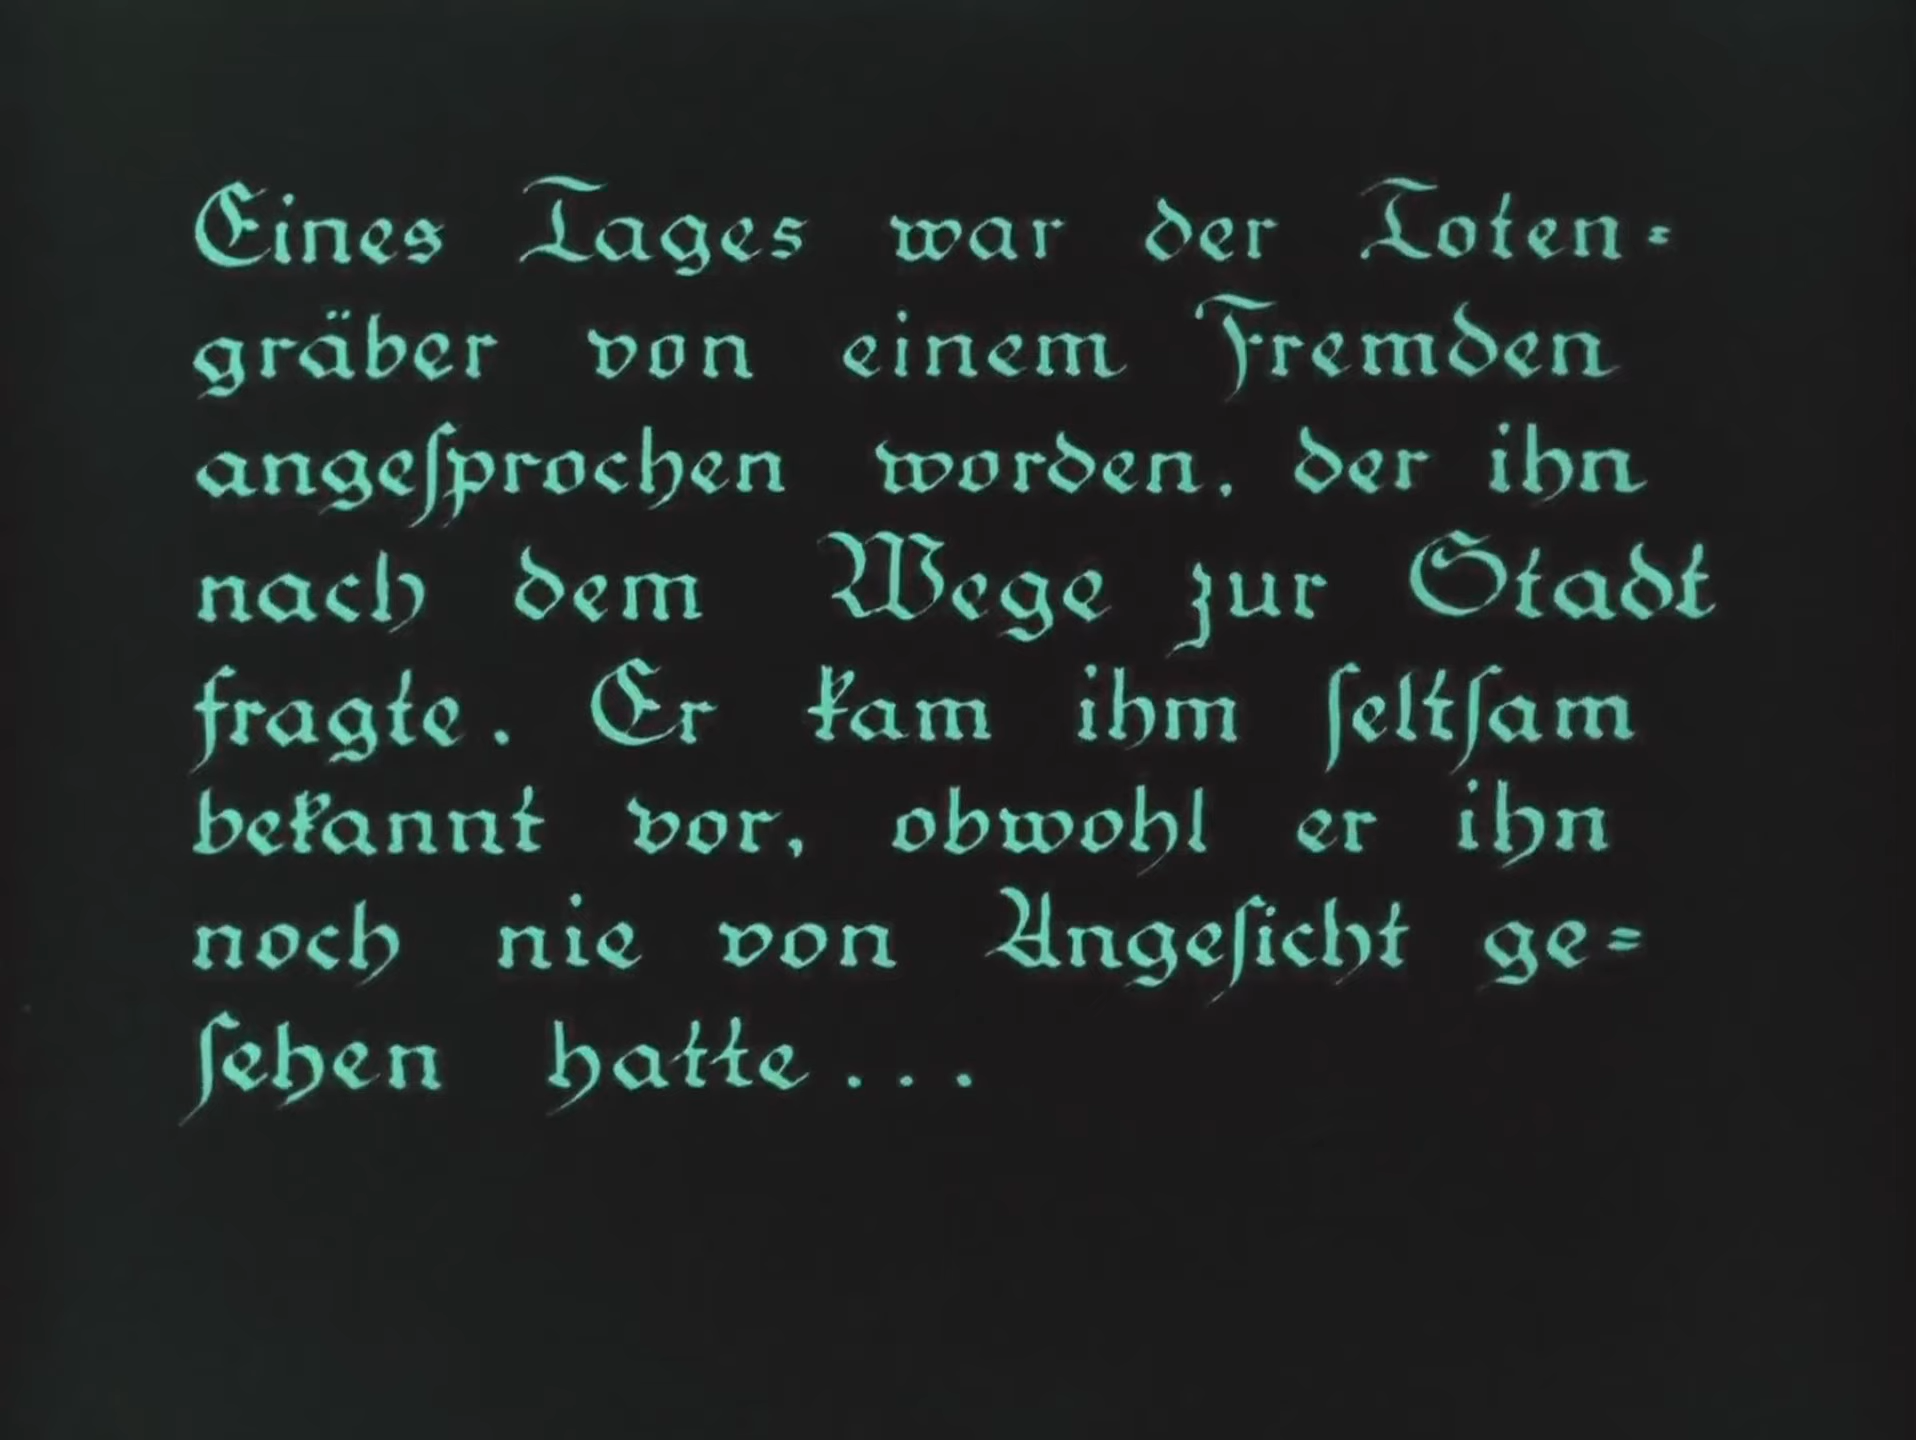 Eines Tages war der Toten=
gräber von einem Fremden
angeſprochen worden, der ihn
nach dem Wege zur Stadt
fragte. Er kam ihm ſeltſam
bekannt vor, obwohl er ihn
noch nie von Angeſicht ge=
ſehen hatte...